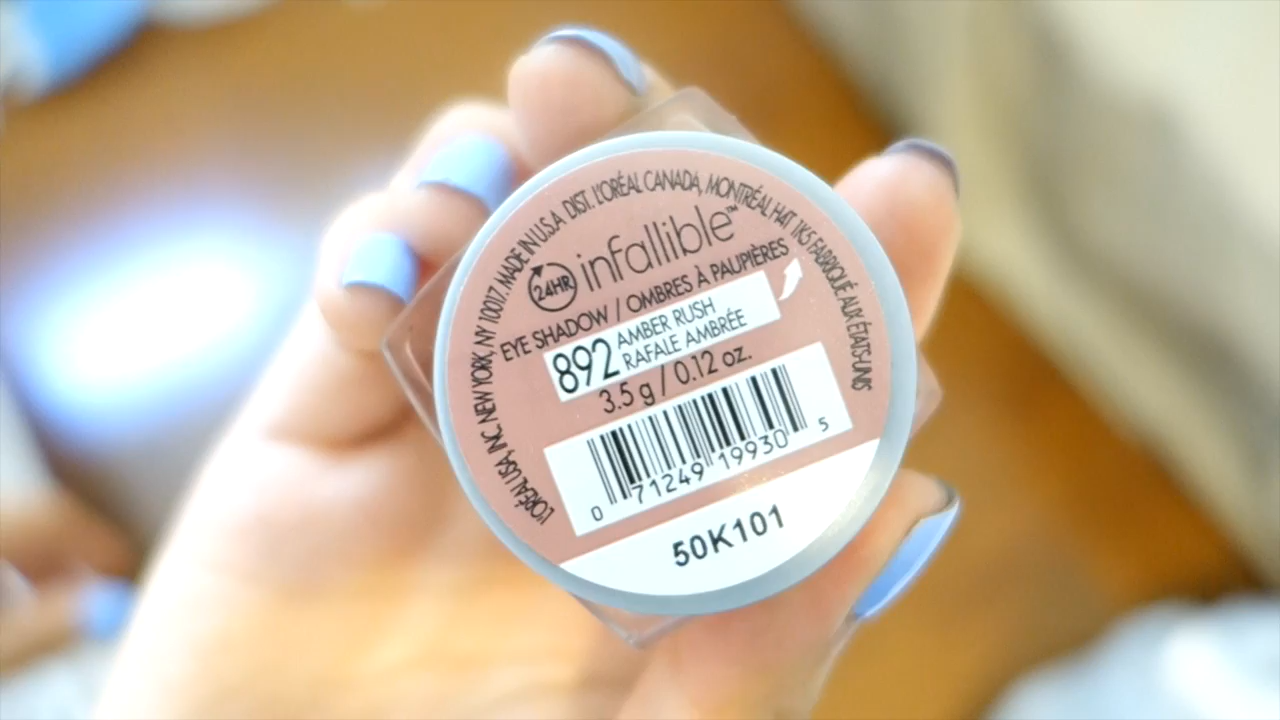 L'ORÉAL USA, INC. NEW YORK, NY 10017. MADE IN U.S.A DIST. L'ORÉAL CANADA, MONTRÉAL H4T 1K5 FABRIQUÉ AUX ÉTATS-UNIS
24HR infallible™
EYE SHADOW / OMBRES À PAUPIÈRES
892 AMBER RUSH
RAFALE AMBRÉE
3.5 g / 0.12 oz.
0 71249 19930 5
50K101